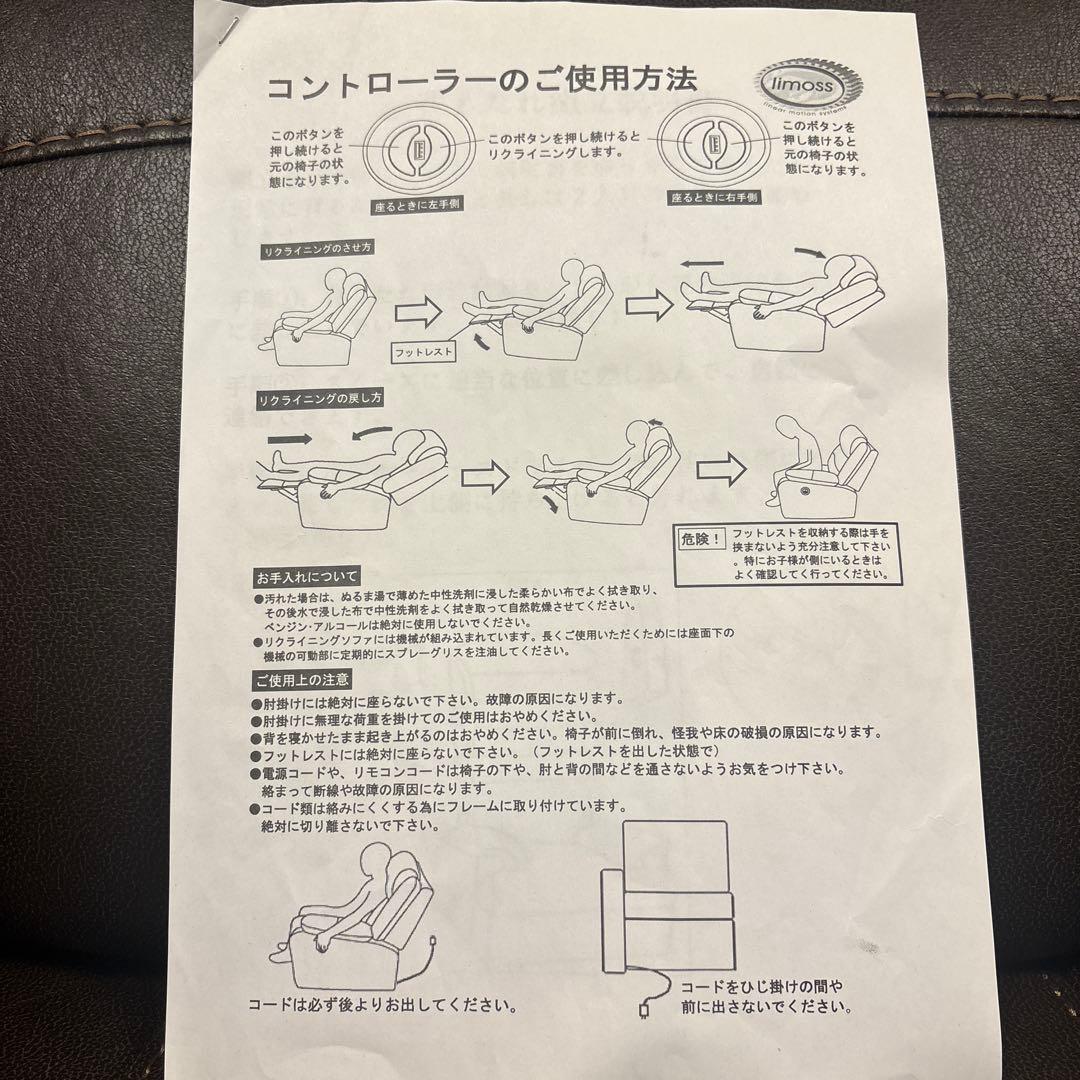 コントローラーのご使用方法
limoss
linear motion systems
このボタンを
押し続けると
元の椅子の状
態になります。
このボタンを押し続けると
リクライニングします。
このボタンを
押し続けると
元の椅子の状
態になります。
座るときに左手側
座るときに右手側
リクライニングのさせ方
フットレスト
リクライニングの戻し方
危険！
フットレストを収納する際は手を
挟まないよう充分注意して下さい
。特にお子様が側にいるときは
よく確認してく行ってください。
お手入れについて
●汚れた場合は、ぬるま湯で薄めた中性洗剤に浸した柔らかい布でよく拭き取り、
その後水で浸した布で中性洗剤をよく拭き取って自然乾燥させてください。
ベンジン・アルコールは絶対に使用しないでください。
●リクライニングソファには機械が組み込まれています。長くご使用いただくためには座面下の
機械の可動部に定期的にスプレーグリスを注油してください。
ご使用上の注意
●肘掛けには絶対に座らないで下さい。故障の原因になります。
●肘掛けに無理な荷重を掛けてのご使用はおやめください。
●背を寝かせたまま起き上がるのはおやめください。椅子が前に倒れ、怪我や床の破損の原因になります。
●フットレストには絶対に座らないで下さい。（フットレストを出した状態で）
●電源コードや、リモコンコードは椅子の下や、肘と背の間などを通さないようお気をつけ下さい。
絡まって断線や故障の原因になります。
●コード類は絡みにくくする為にフレームに取り付けています。
絶対に切り離さないで下さい。
コードは必ず後よりお出してください。
コードをひじ掛けの間や
前に出さないでください。